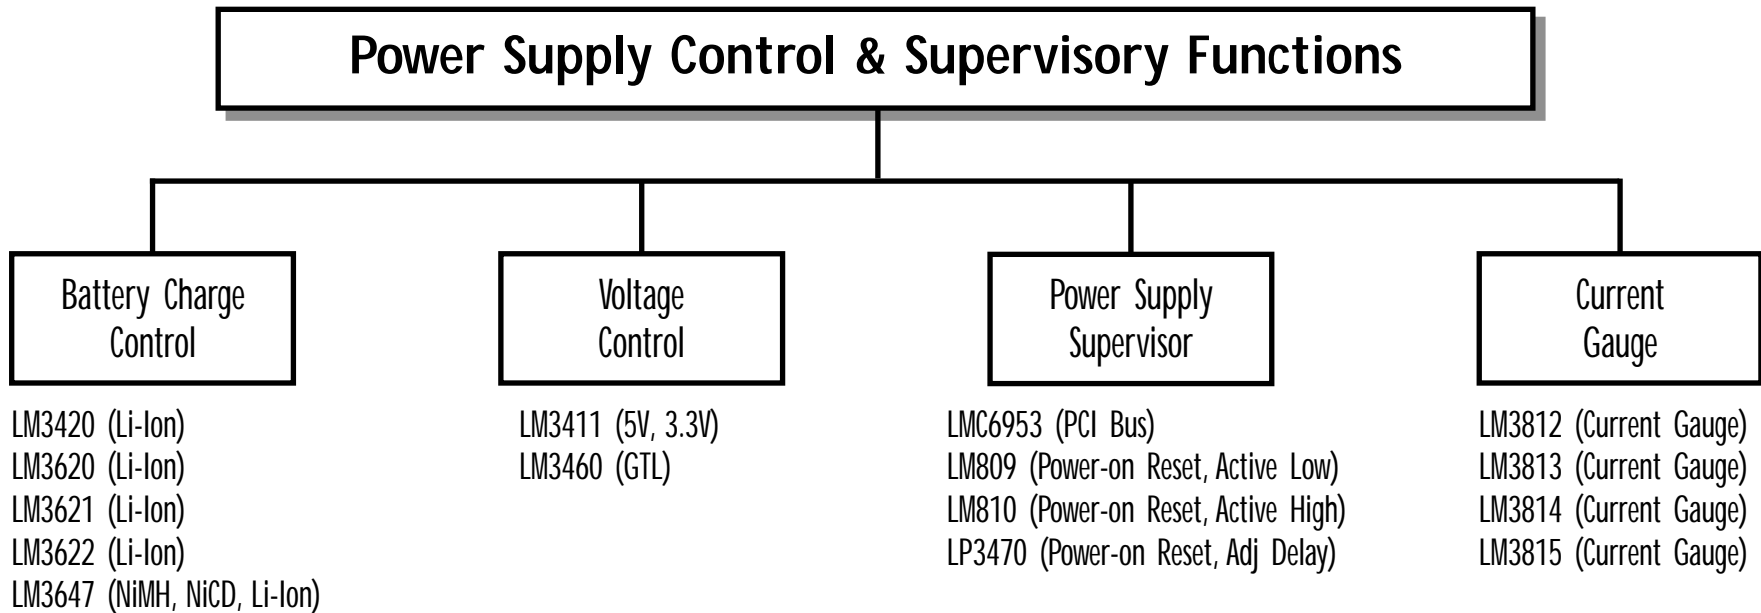 Power Supply Control & Supervisory Functions
Battery Charge
Control
LM3420 (Li-Ion)
LM3620 (Li-Ion)
LM3621 (Li-Ion)
LM3622 (Li-Ion)
LM3647 (NiMH, NiCD, Li-Ion)
Voltage
Control
LM3411 (5V, 3.3V)
LM3460 (GTL)
Power Supply
Supervisor
LMC6953 (PCI Bus)
LM809 (Power-on Reset, Active Low)
LM810 (Power-on Reset, Active High)
LP3470 (Power-on Reset, Adj Delay)
Current
Gauge
LM3812 (Current Gauge)
LM3813 (Current Gauge)
LM3814 (Current Gauge)
LM3815 (Current Gauge)